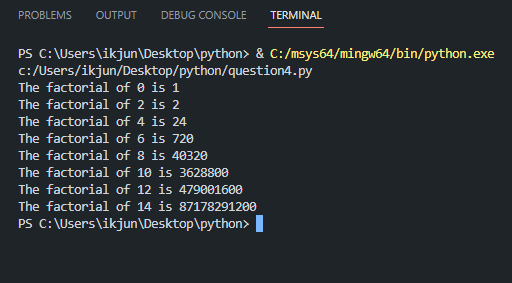 PROBLEMS OUTPUT DEBUG CONSOLE TERMINAL
PS C:\Users\ikjun\Desktop\python> & C:/msys64/mingw64/bin/python.exe
c:/Users/ikjun/Desktop/python/question4.py
The factorial of 0 is 1
The factorial of 2 is 2
The factorial of 4 is 24
The factorial of 6 is 720
The factorial of 8 is 40320
The factorial of 10 is 3628800
The factorial of 12 is 479001600
The factorial of 14 is 87178291200
PS C:\Users\ikjun\Desktop\python>